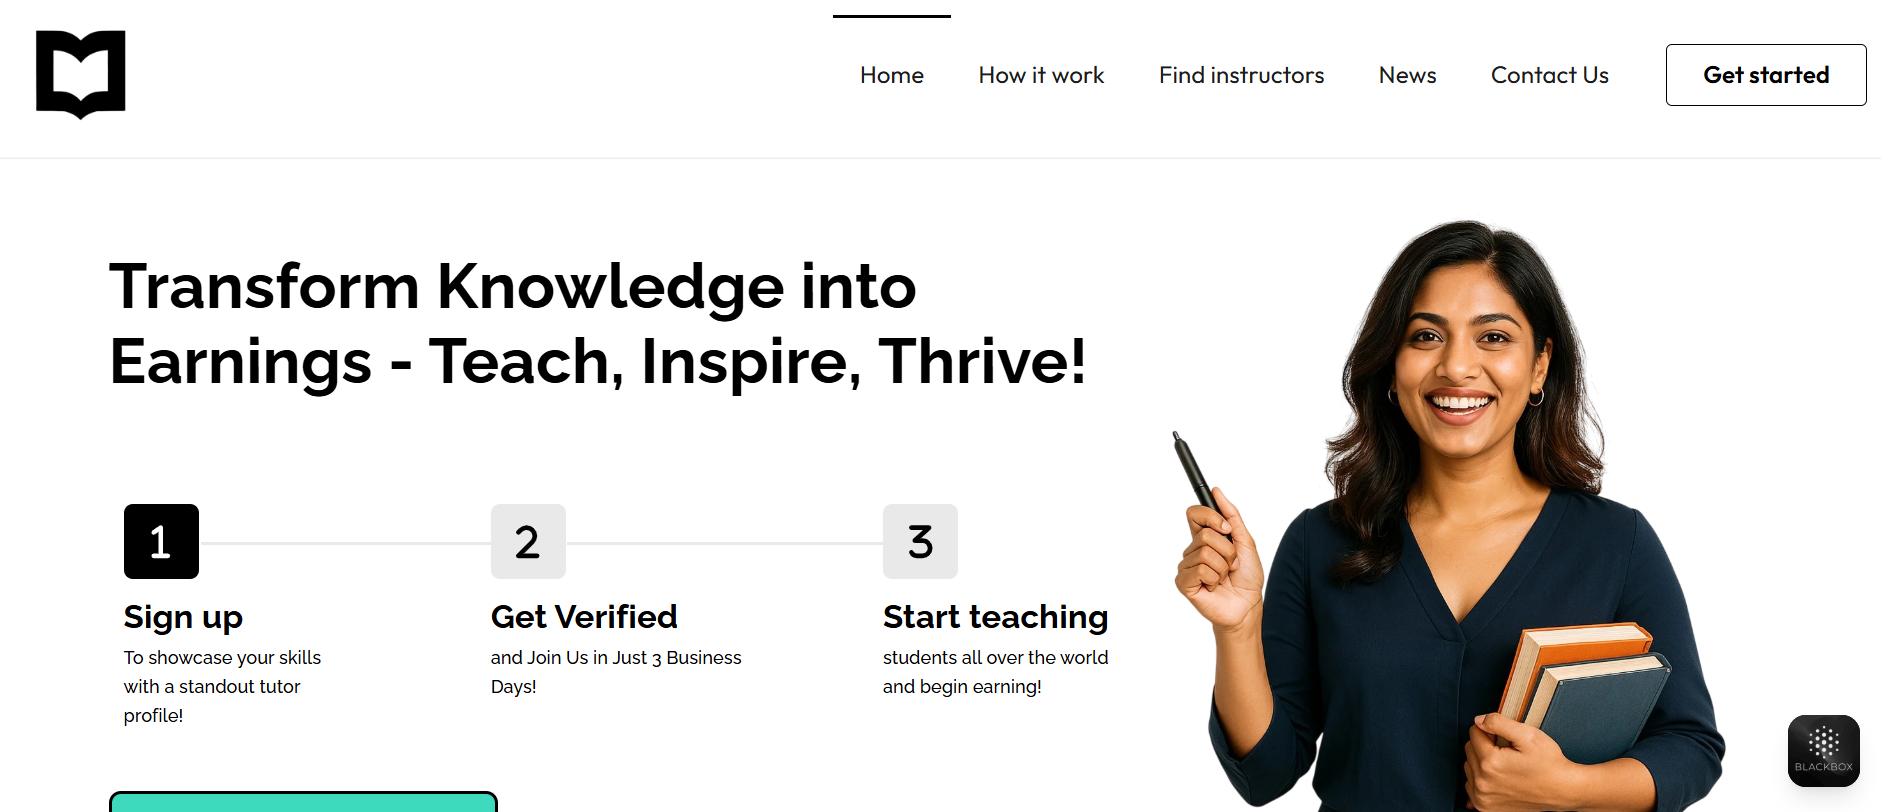 Home
How it work
Find instructors
News
Contact Us
Get started
Transform Knowledge into
Earnings - Teach, Inspire, Thrive!
1
2
3
Sign up
To showcase your skills
with a standout tutor
profile!
Get Verified
and Join Us in Just 3 Business
Days!
Start teaching
students all over the world
and begin earning!
BLACKBOX